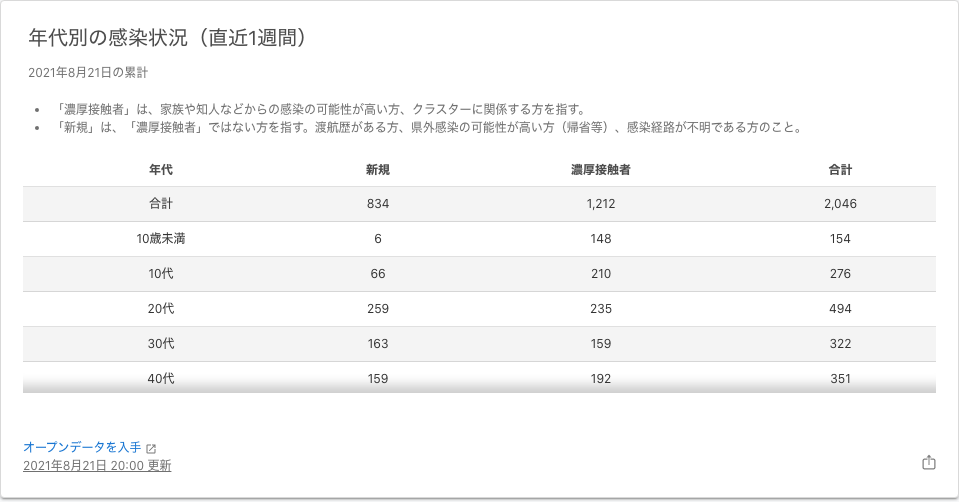 年代別の感染状況（直近1週間）
2021年8月21日の累計
• 「濃厚接触者」は、家族や知人などからの感染の可能性が高い方、クラスターに関係する方を指す。
• 「新規」は、「濃厚接触者」ではない方を指す。渡航歴がある方、県外感染の可能性が高い方（帰省等）、感染経路が不明である方のこと。
年代 新規 濃厚接触者 合計
合計 834 1,212 2,046
10歳未満 6 148 154
10代 66 210 276
20代 259 235 494
30代 163 159 322
40代 159 192 351
オープンデータを入手
2021年8月21日 20:00 更新